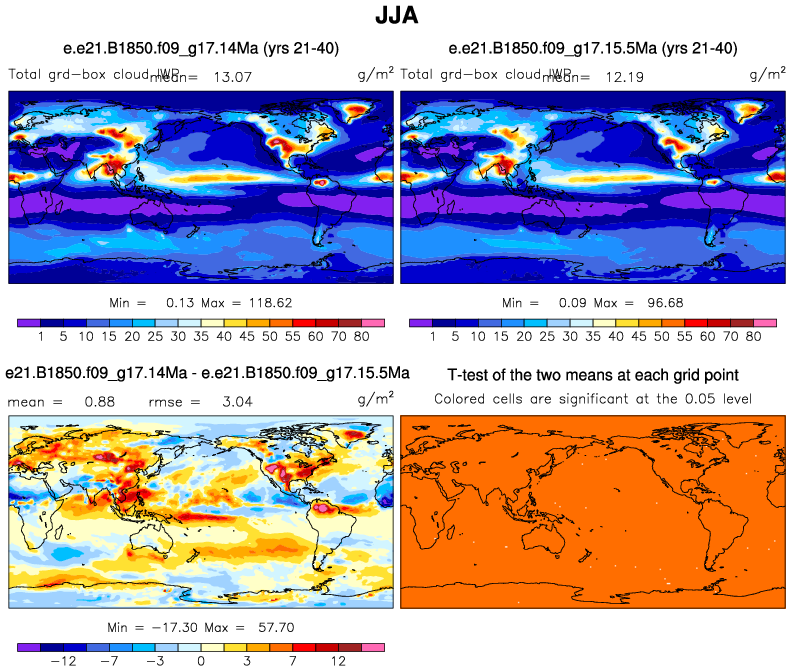 JJA
e.e21.B1850.f09_g17.14Ma (yrs 21-40)
e.e21.B1850.f09_g17.15.5Ma (yrs 21-40)
Total grd-box cloud IWP mean= 13.07 g/m2
Total grd-box cloud IWP mean= 12.19 g/m2
Min = 0.13 Max = 118.62
Min = 0.09 Max = 96.68
1 5 10 15 20 25 30 35 40 45 50 55 60 70 80
1 5 10 15 20 25 30 35 40 45 50 55 60 70 80
e21.B1850.f09_g17.14Ma - e.e21.B1850.f09_g17.15.5Ma
T-test of the two means at each grid point
mean = 0.88 rmse = 3.04 g/m2
Colored cells are significant at the 0.05 level
Min = -17.30 Max = 57.70
-12 -7 -3 0 3 7 12